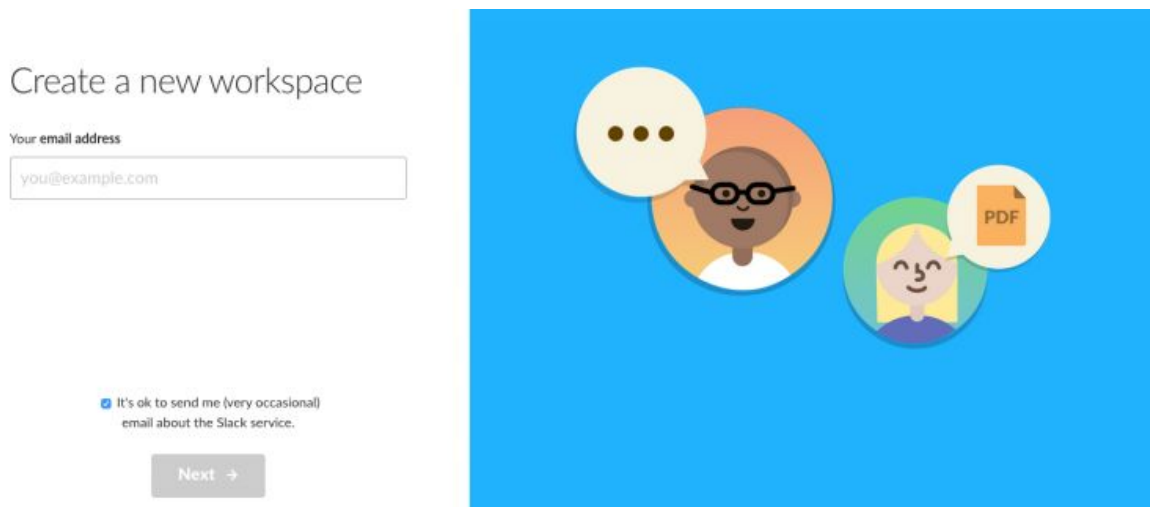 Create a new workspace
Your email address
you@example.com
It's ok to send me (very occasional)
email about the Slack service.
Next →
PDF